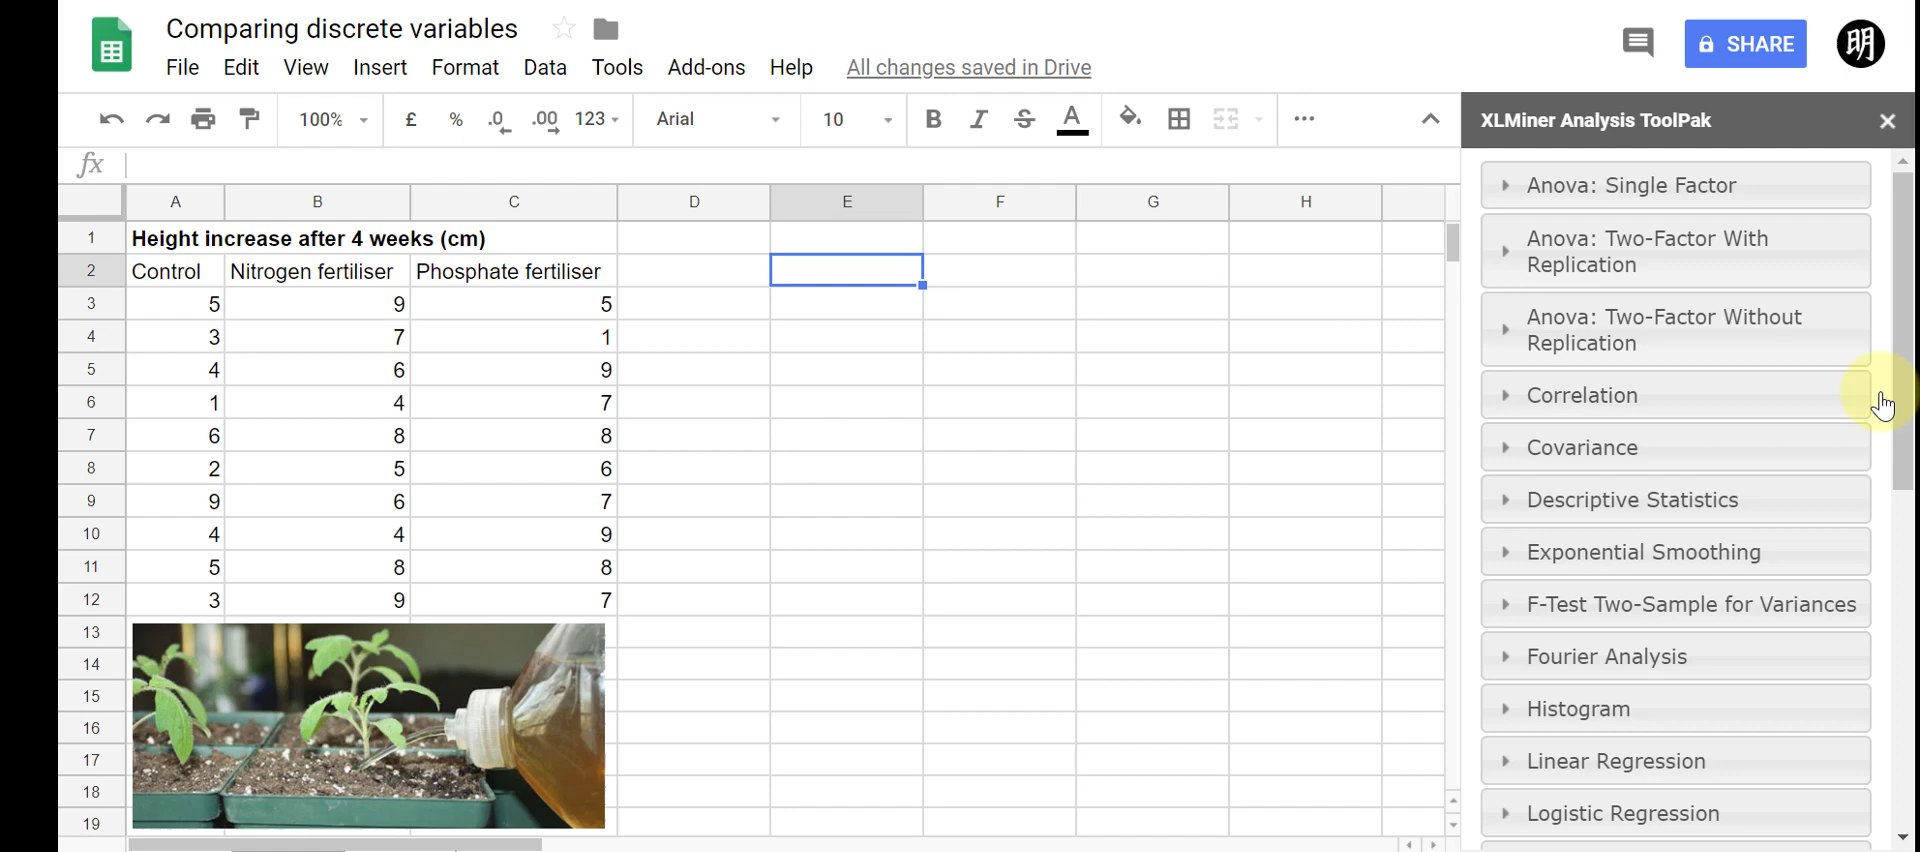 Comparing discrete variables
File Edit View Insert Format Data Tools Add-ons Help All changes saved in Drive
SHARE
明
100% £ % .0 .00 123 Arial 10 B I S A
XLMiner Analysis ToolPak
fx
A B C D E F G H
1 Height increase after 4 weeks (cm)
2 Control Nitrogen fertiliser Phosphate fertiliser
3 5 9 5
4 3 7 1
5 4 6 9
6 1 4 7
7 6 8 8
8 2 5 6
9 9 6 7
10 4 4 9
11 5 8 8
12 3 9 7
13
14
15
16
17
18
19
Anova: Single Factor
Anova: Two-Factor With
Replication
Anova: Two-Factor Without
Replication
Correlation
Covariance
Descriptive Statistics
Exponential Smoothing
F-Test Two-Sample for Variances
Fourier Analysis
Histogram
Linear Regression
Logistic Regression